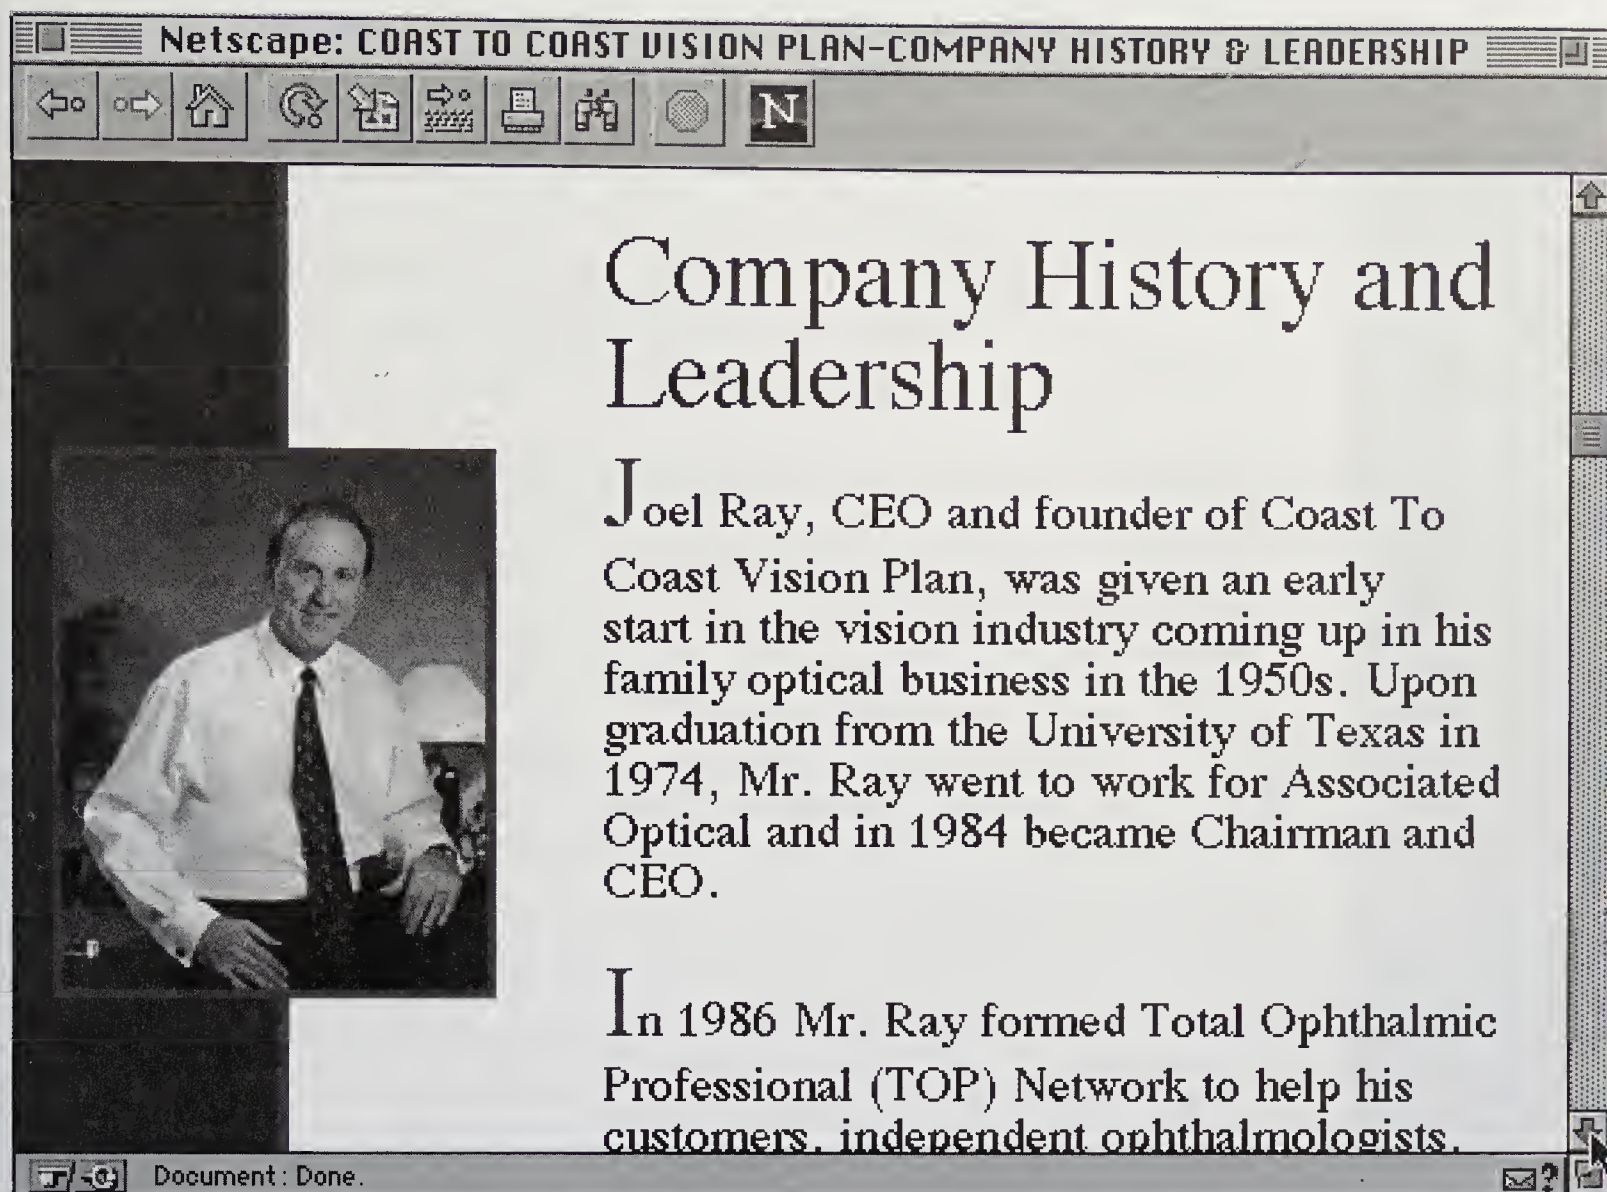 Netscape: COAST TO COAST VISION PLAN-COMPANY HISTORY & LEADERSHIP
N
Company History and
Leadership
Joel Ray, CEO and founder of Coast To
Coast Vision Plan, was given an early
start in the vision industry coming up in his
family optical business in the 1950s. Upon
graduation from the University of Texas in
1974, Mr. Ray went to work for Associated
Optical and in 1984 became Chairman and
CEO.
In 1986 Mr. Ray formed Total Ophthalmic
Professional (TOP) Network to help his
customers, independent ophthalmologists,
Document: Done.
?